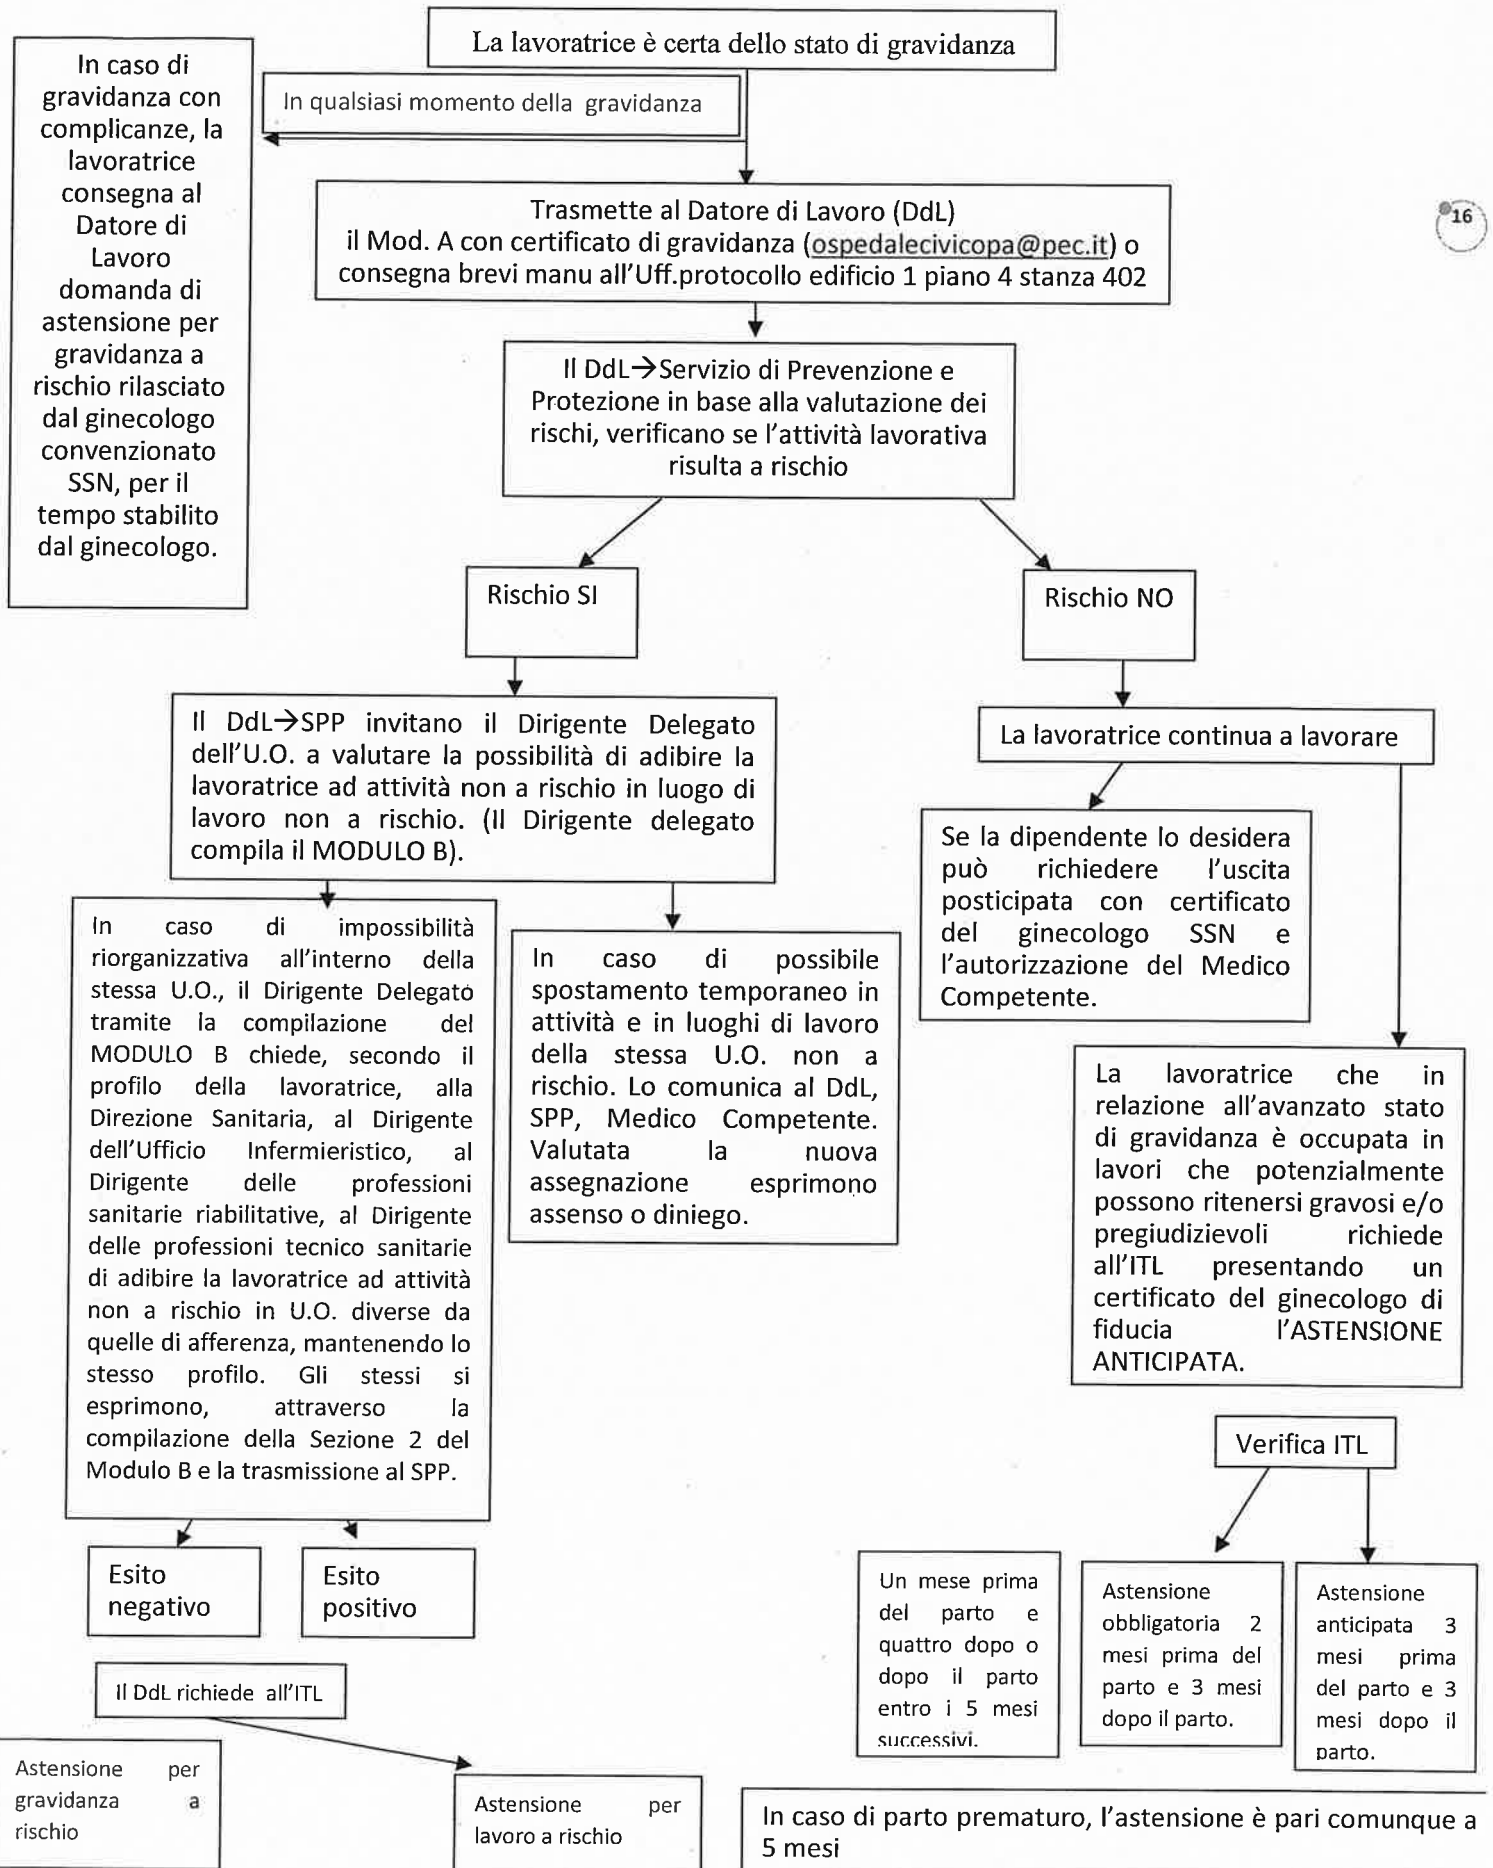 La lavoratrice è certa dello stato di gravidanza
In caso di
gravidanza con
complicanze, la
lavoratrice
consegna al
Datore di
Lavoro
domanda di
astensione per
gravidanza a
rischio rilasciato
dal ginecologo
convenzionato
SSN, per il
tempo stabilito
dal ginecologo.
In qualsiasi momento della gravidanza
Trasmette al Datore di Lavoro (DdL)
il Mod. A con certificato di gravidanza (ospedalecivicopa@pec.it) o
consegna brevi manu all'Uff.protocollo edificio 1 piano 4 stanza 402
16
Il DdL→Servizio di Prevenzione e
Protezione in base alla valutazione dei
rischi, verificano se l'attività lavorativa
risulta a rischio
Rischio SI
Rischio NO
Il DdL→SPP invitano il Dirigente Delegato
dell'U.O. a valutare la possibilità di adibire la
lavoratrice ad attività non a rischio in luogo di
lavoro non a rischio. (Il Dirigente delegato
compila il MODULO B).
La lavoratrice continua a lavorare
Se la dipendente lo desidera
può richiedere l'uscita
posticipata con certificato
del ginecologo SSN e
l'autorizzazione del Medico
Competente.
In caso di impossibilità
riorganizzativa all'interno della
stessa U.O., il Dirigente Delegato
tramite la compilazione del
MODULO B chiede, secondo il
profilo della lavoratrice, alla
Direzione Sanitaria, al Dirigente
dell'Ufficio Infermieristico, al
Dirigente delle professioni
sanitarie riabilitative, al Dirigente
delle professioni tecnico sanitarie
di adibire la lavoratrice ad attività
non a rischio in U.O. diverse da
quelle di afferenza, mantenendo lo
stesso profilo. Gli stessi si
esprimono, attraverso la
compilazione della Sezione 2 del
Modulo B e la trasmissione al SPP.
In caso di possibile
spostamento temporaneo in
attività e in luoghi di lavoro
della stessa U.O. non a
rischio. Lo comunica al DdL,
SPP, Medico Competente.
Valutata la nuova
assegnazione esprimono
assenso o diniego.
La lavoratrice che in
relazione all'avanzato stato
di gravidanza è occupata in
lavori che potenzialmente
possono ritenersi gravosi e/o
pregiudizievoli richiede
all'ITL presentando un
certificato del ginecologo di
fiducia l'ASTENSIONE
ANTICIPATA.
Verifica ITL
Esito
negativo
Esito
positivo
Un mese prima
del parto e
quattro dopo o
dopo il parto
entro i 5 mesi
successivi.
Astensione
obbligatoria 2
mesi prima del
parto e 3 mesi
dopo il parto.
Astensione
anticipata 3
mesi prima
del parto e 3
mesi dopo il
parto.
Il DdL richiede all'ITL
Astensione per
gravidanza a
rischio
Astensione per
lavoro a rischio
In caso di parto prematuro, l'astensione è pari comunque a
5 mesi